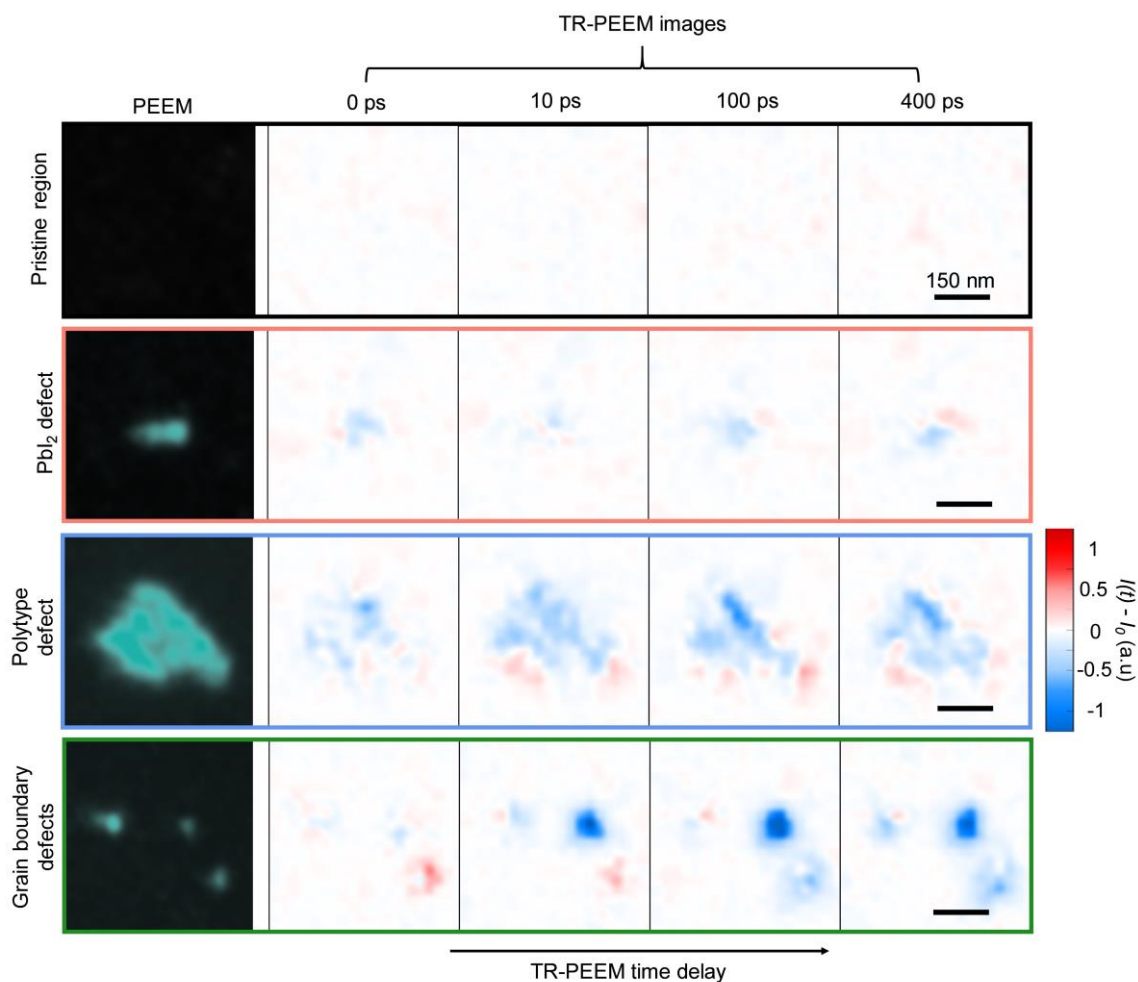 TR-PEEM images
PEEM
0 ps
10 ps
100 ps
400 ps
Pristine region
150 nm
PbI₂ defect
Polytype
defect
1
0.5
0
-0.5
-1
I(t) - I₀ (a.u)
Grain boundary
defects
TR-PEEM time delay